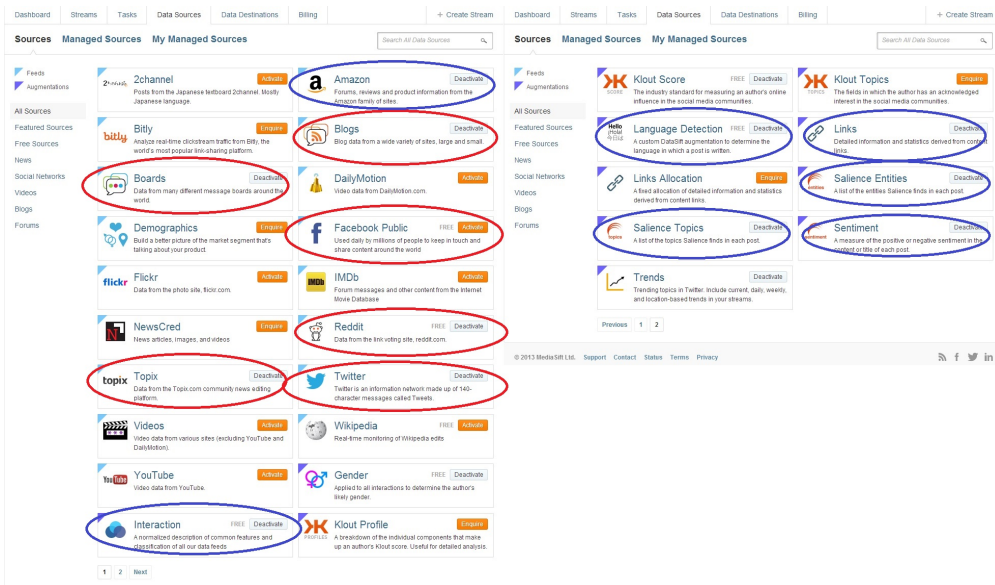 Dashboard Streams Tasks Data Sources Data Destinations Billing + Create Stream
Sources Managed Sources My Managed Sources
Search All Data Sources
Feeds
Augmentations
All Sources
Featured Sources
Free Sources
News
Social Networks
Videos
Blogs
Forums
2channel Activate
Posts from the Japanese textboard 2channel. Mostly
Japanese language.
a Amazon Deactivate
Forums, reviews and product information from the
Amazon family of sites.
bitly Bitly Enquire
Analyze real-time clickstream traffic from Bitly, the
world's most popular link-sharing platform.
Blogs Deactivate
Blog data from a wide variety of sites, large and small.
Boards Deactivate
Data from many different message boards around the
world.
DailyMotion Activate
Video data from DailyMotion.com.
Demographics Enquire
Build a better picture of the market segment that's
talking about your product.
f Facebook Public FREE Activate
Used daily by millions of people to keep in touch and
share content around the world
flickr Flickr Activate
Data from the photo site, flickr.com.
IMDb IMDb Activate
Forum messages and other content from the Internet
Movie Database
N NewsCred Enquire
News articles, images, and videos
Reddit FREE Deactivate
Data from the link voting site, reddit.com.
topix Topix Deactivate
Data from the Topix.com community news editing
platform.
Twitter Deactivate
Twitter is an information network made up of 140-
character messages called Tweets.
Videos Activate
Video data from various sites (excluding YouTube and
DailyMotion).
Wikipedia FREE Activate
Real-time monitoring of Wikipedia edits
YouTube YouTube Activate
Video data from YouTube.
Gender FREE Deactivate
Applied to all interactions to determine the author's
likely gender.
Interaction FREE Deactivate
A normalized description of common features and
classification of all our data feeds
PROFILES Klout Profile Enquire
A breakdown of the individual components that make
up an author's Klout score. Useful for detailed analysis.
1 2 Next
Dashboard Streams Tasks Data Sources Data Destinations Billing + Create Stream
Sources Managed Sources My Managed Sources
Search All Data Sources
Feeds
Augmentations
All Sources
Featured Sources
Free Sources
News
Social Networks
Videos
Blogs
Forums
SCORE Klout Score FREE Deactivate
The industry standard for measuring an author's online
influence in the social media communities.
TOPICS Klout Topics Enquire
The fields in which the author has an acknowledged
interest in the social media communities.
Hello Language Detection FREE Deactivate
A custom DataSift augmentation to determine the
language in which a post is written.
Links Deactivate
Detailed information and statistics derived from content
links.
Links Allocation Enquire
A fixed allocation of detailed information and statistics
derived from content links.
entities Salience Entities Deactivate
A list of the entities Salience finds in each post.
topics Salience Topics Deactivate
A list of the topics Salience finds in each post.
sentiment Sentiment Deactivate
A measure of the positive or negative sentiment in the
content or title of each post.
Trends Deactivate
Trending topics in Twitter. Include current, daily, weekly,
and location-based trends in your streams.
Previous 1 2
© 2013 MediaSift Ltd. Support Contact Status Terms Privacy